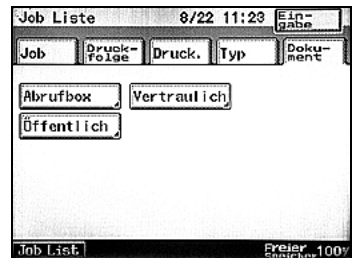 Job Liste 8/22 11:23 Ein-
gabe
Job Druck-
folge Druck. Typ Doku-
ment
Abrufbox Vertraulich
Öffentlich
Job List Freier
Speicher 100%